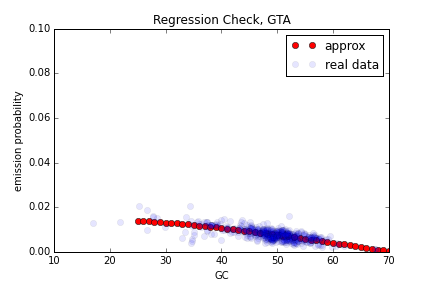 Regression Check, GTA
0.10
0.08
0.06
0.04
0.02
0.00
emission probability
approx
real data
10 20 30 40 50 60 70
GC